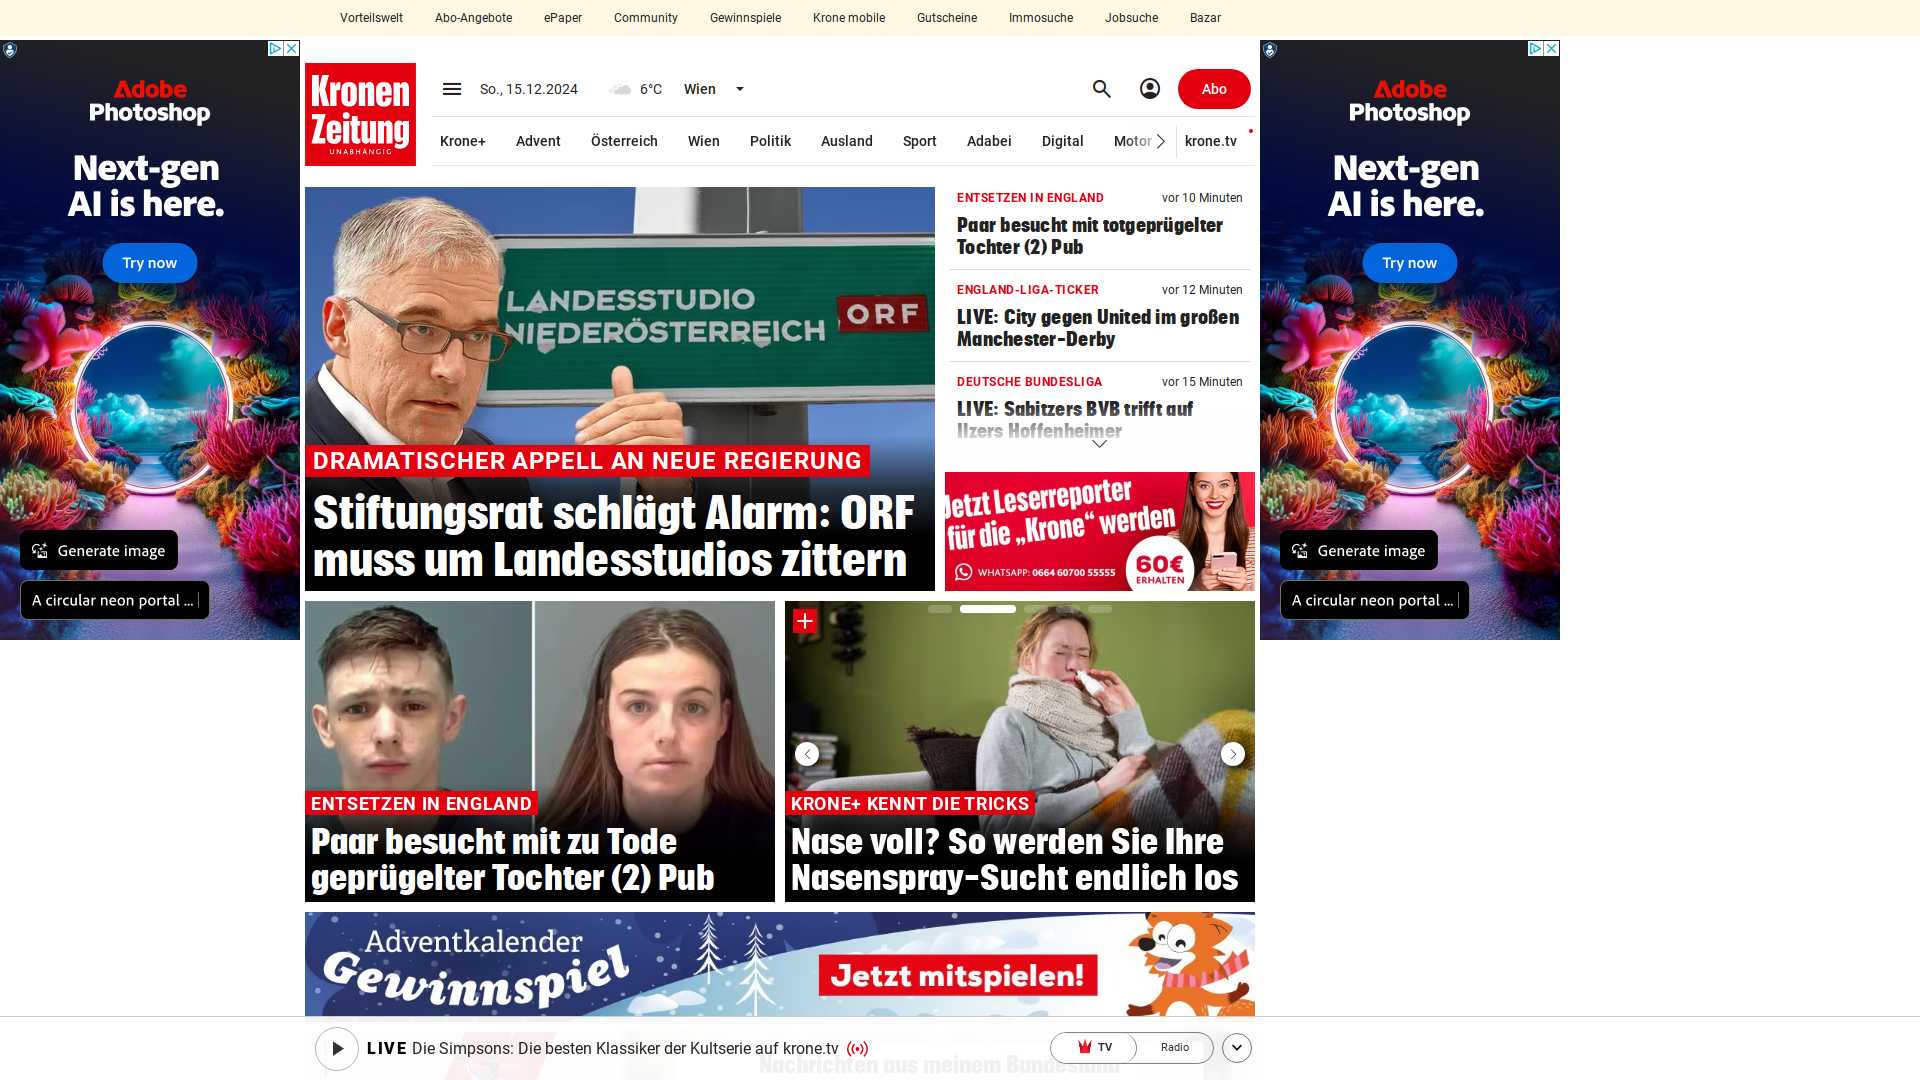 Vorteilswelt
Abo-Angebote
ePaper
Community
Gewinnspiele
Krone mobile
Gutscheine
Immosuche
Jobsuche
Bazar
Adobe
Photoshop
Next-gen
AI is here.
Try now
Generate image
A circular neon portal ...
Kronen
Zeitung
UNABHÄNGIG
So., 15.12.2024
6°C
Wien
Abo
Krone+
Advent
Österreich
Wien
Politik
Ausland
Sport
Adabei
Digital
Motor
krone.tv
LANDESSTUDIO
NIEDERÖSTERREICH
ORF
DRAMATISCHER APPELL AN NEUE REGIERUNG
Stiftungsrat schlägt Alarm: ORF
muss um Landesstudios zittern
ENTSETZEN IN ENGLAND
vor 10 Minuten
Paar besucht mit totgeprügelter
Tochter (2) Pub
ENGLAND-LIGA-TICKER
vor 12 Minuten
LIVE: City gegen United im großen
Manchester-Derby
DEUTSCHE BUNDESLIGA
vor 15 Minuten
LIVE: Sabitzers BVB trifft auf
Ilzers Hoffenheimer
Jetzt Leserreporter
für die „Krone“ werden
WHATSAPP: 0664 60700 55555
60€
ERHALTEN
ENTSETZEN IN ENGLAND
Paar besucht mit zu Tode
geprügelter Tochter (2) Pub
KRONE+ KENNT DIE TRICKS
Nase voll? So werden Sie Ihre
Nasenspray-Sucht endlich los
Adventkalender
Gewinnspiel
Jetzt mitspielen!
LIVE Die Simpsons: Die besten Klassiker der Kultserie auf krone.tv
TV
Radio
Nachrichten aus meinem Bundesland
Adobe
Photoshop
Next-gen
AI is here.
Try now
Generate image
A circular neon portal ...